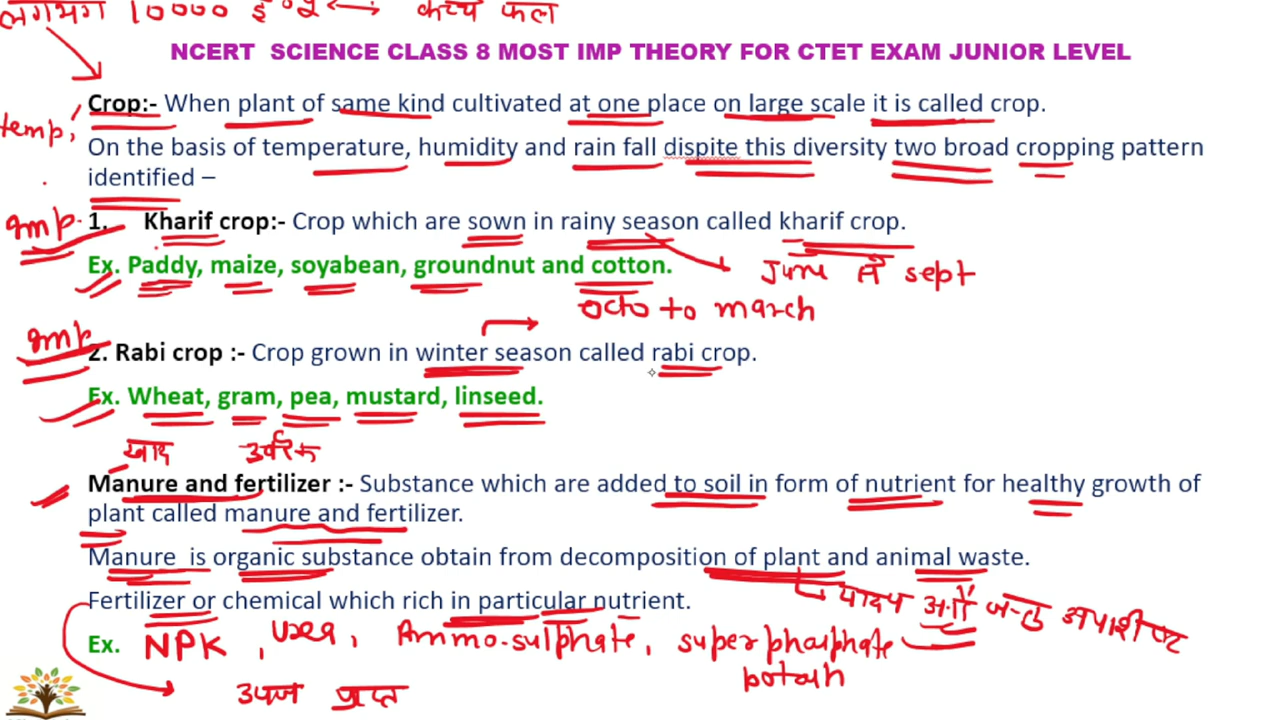 लगभग 10000 ई० पू ← → कच्चे फल
NCERT SCIENCE CLASS 8 MOST IMP THEORY FOR CTET EXAM JUNIOR LEVEL
Crop:- When plant of same kind cultivated at one place on large scale it is called crop.
temp,
On the basis of temperature, humidity and rain fall dispite this diversity two broad cropping pattern
identified –
Imp. 1. Kharif crop:- Crop which are sown in rainy season called kharif crop.
Ex. Paddy, maize, soyabean, groundnut and cotton.
June से sept
octo to march
Imp 2. Rabi crop :- Crop grown in winter season called rabi crop.
Ex. Wheat, gram, pea, mustard, linseed.
खाद उर्वरक
Manure and fertilizer :- Substance which are added to soil in form of nutrient for healthy growth of
plant called manure and fertilizer.
Manure is organic substance obtain from decomposition of plant and animal waste.
Fertilizer or chemical which rich in particular nutrient.
पादप जन्तु अपशिष्ट
Ex. NPK, Urea, Ammo.sulphate, super phosphate
potash
उपज प्राप्त